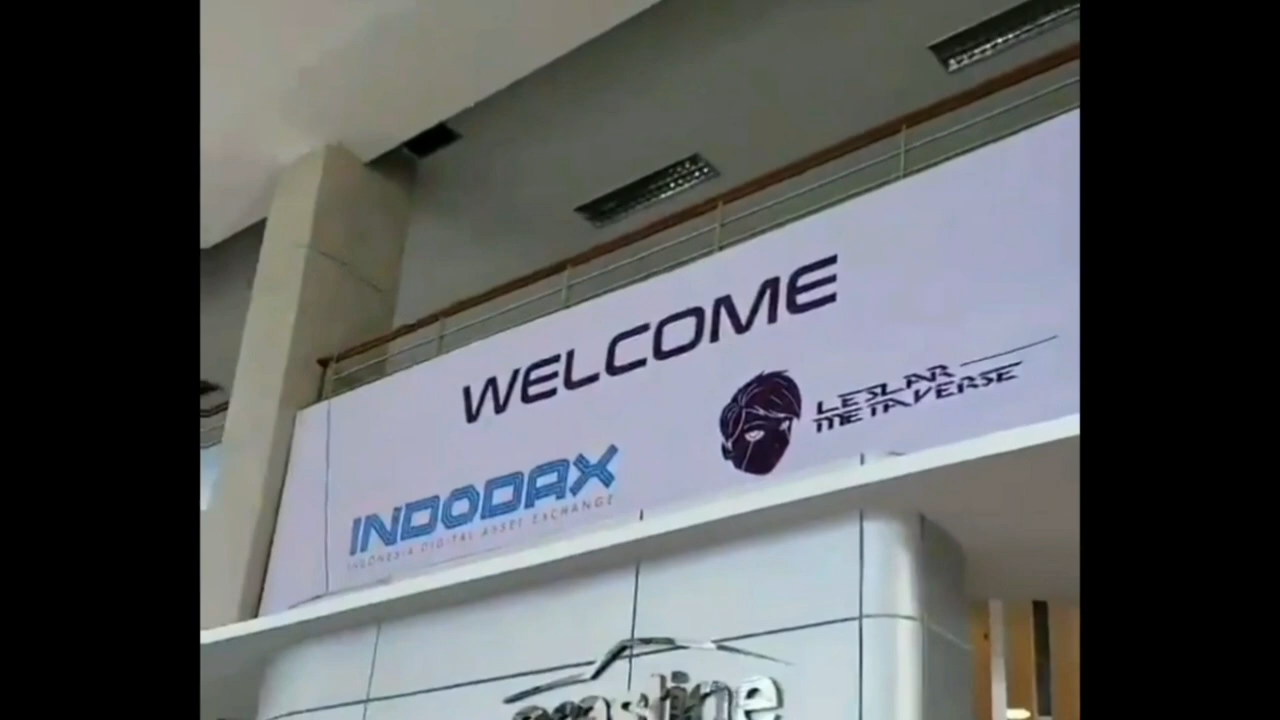 WELCOME
INDODAX
INDONESIA DIGITAL ASSET EXCHANGE
LESLAR
METAVERSE